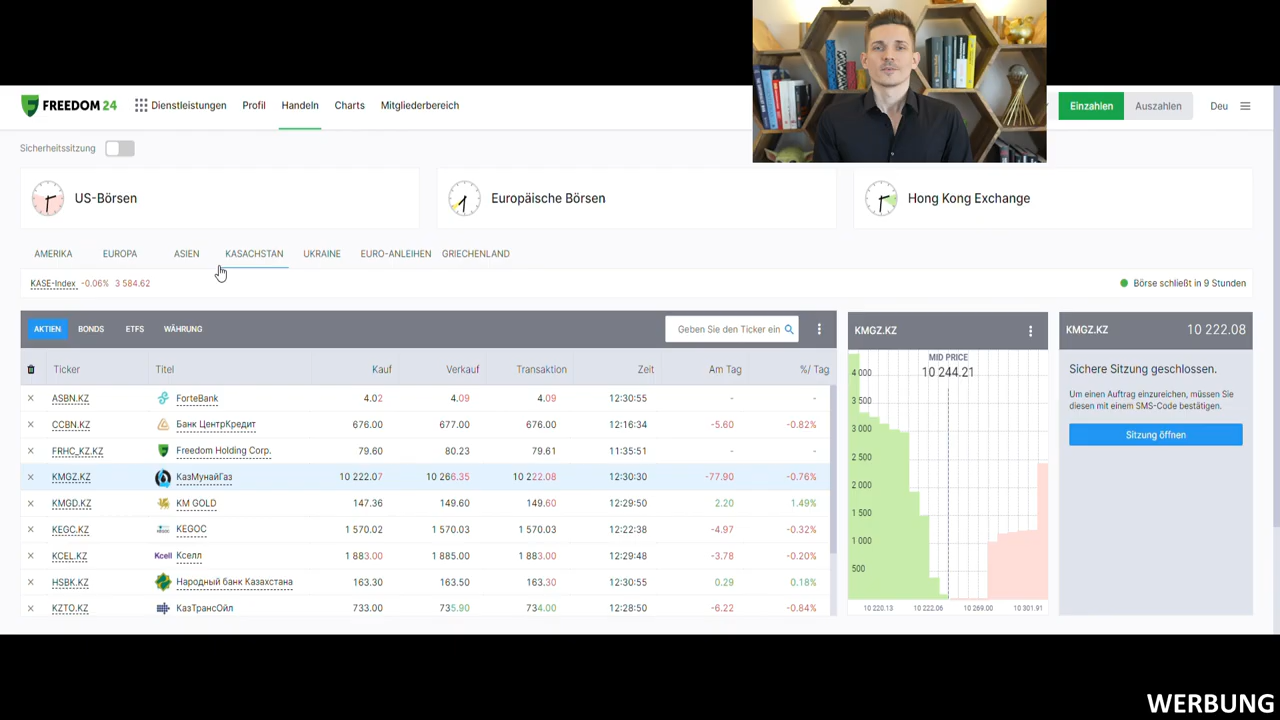 FREEDOM 24
Dienstleistungen Profil Handeln Charts Mitgliederbereich
Einzahlen Auszahlen Deu
Sicherheitssitzung
US-Börsen Europäische Börsen Hong Kong Exchange
AMERIKA EUROPA ASIEN KASACHSTAN UKRAINE EURO-ANLEIHEN GRIECHENLAND
KASE-Index -0.06% 3 584.62 Börse schließt in 9 Stunden
AKTIEN BONDS ETFS WÄHRUNG Geben Sie den Ticker ein
Ticker Titel Kauf Verkauf Transaktion Zeit Am Tag %/ Tag
ASBN.KZ ForteBank 4.02 4.09 4.09 12:30:55 - -
CCBN.KZ Банк ЦентрКредит 676.00 677.00 676.00 12:16:34 -5.60 -0.82%
FRHC_KZ.KZ Freedom Holding Corp. 79.60 80.23 79.61 11:35:51 - -
KMGZ.KZ КазМунайГаз 10 222.07 10 266.35 10 222.08 12:30:30 -77.90 -0.76%
KMGD.KZ KM GOLD 147.36 149.60 149.60 12:29:50 2.20 1.49%
KEGC.KZ KEGOC 1 570.02 1 570.03 1 570.03 12:22:38 -4.97 -0.32%
KCEL.KZ Kcell Кселл 1 883.00 1 885.00 1 883.00 12:29:48 -3.78 -0.20%
HSBK.KZ Народный банк Казахстана 163.30 163.50 163.30 12:30:55 0.29 0.18%
KZTO.KZ КазТрансОйл 733.00 735.90 734.00 12:28:50 -6.22 -0.84%
KMGZ.KZ
MID PRICE
10 244.21
4 000
3 500
3 000
2 500
2 000
1 500
1 000
500
10 220.13 10 222.06 10 269.00 10 301.91
KMGZ.KZ 10 222.08
Sichere Sitzung geschlossen.
Um einen Auftrag einzureichen, müssen Sie
diesen mit einem SMS-Code bestätigen.
Sitzung öffnen
WERBUNG